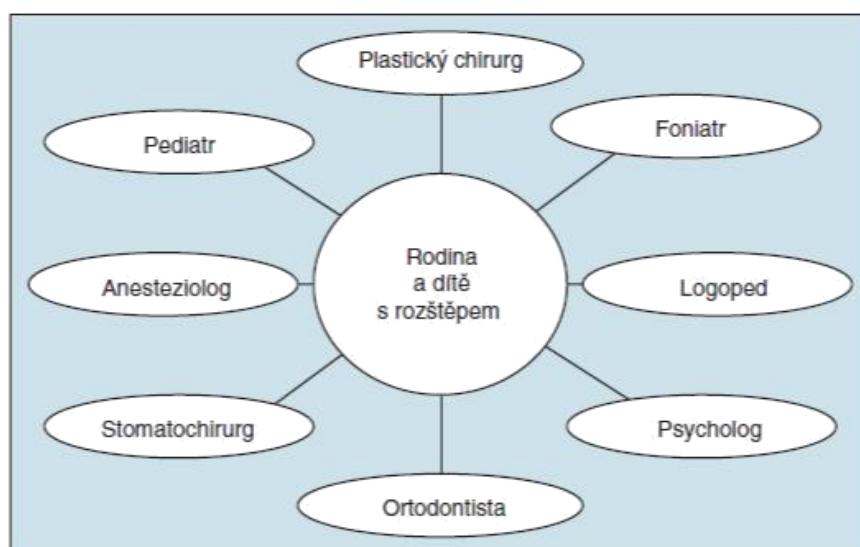 Plastický chirurg
Pediatr
Foniatr
Anesteziolog
Rodina
a dítě
s rozštěpem
Logoped
Stomatochirurg
Psycholog
Ortodontista